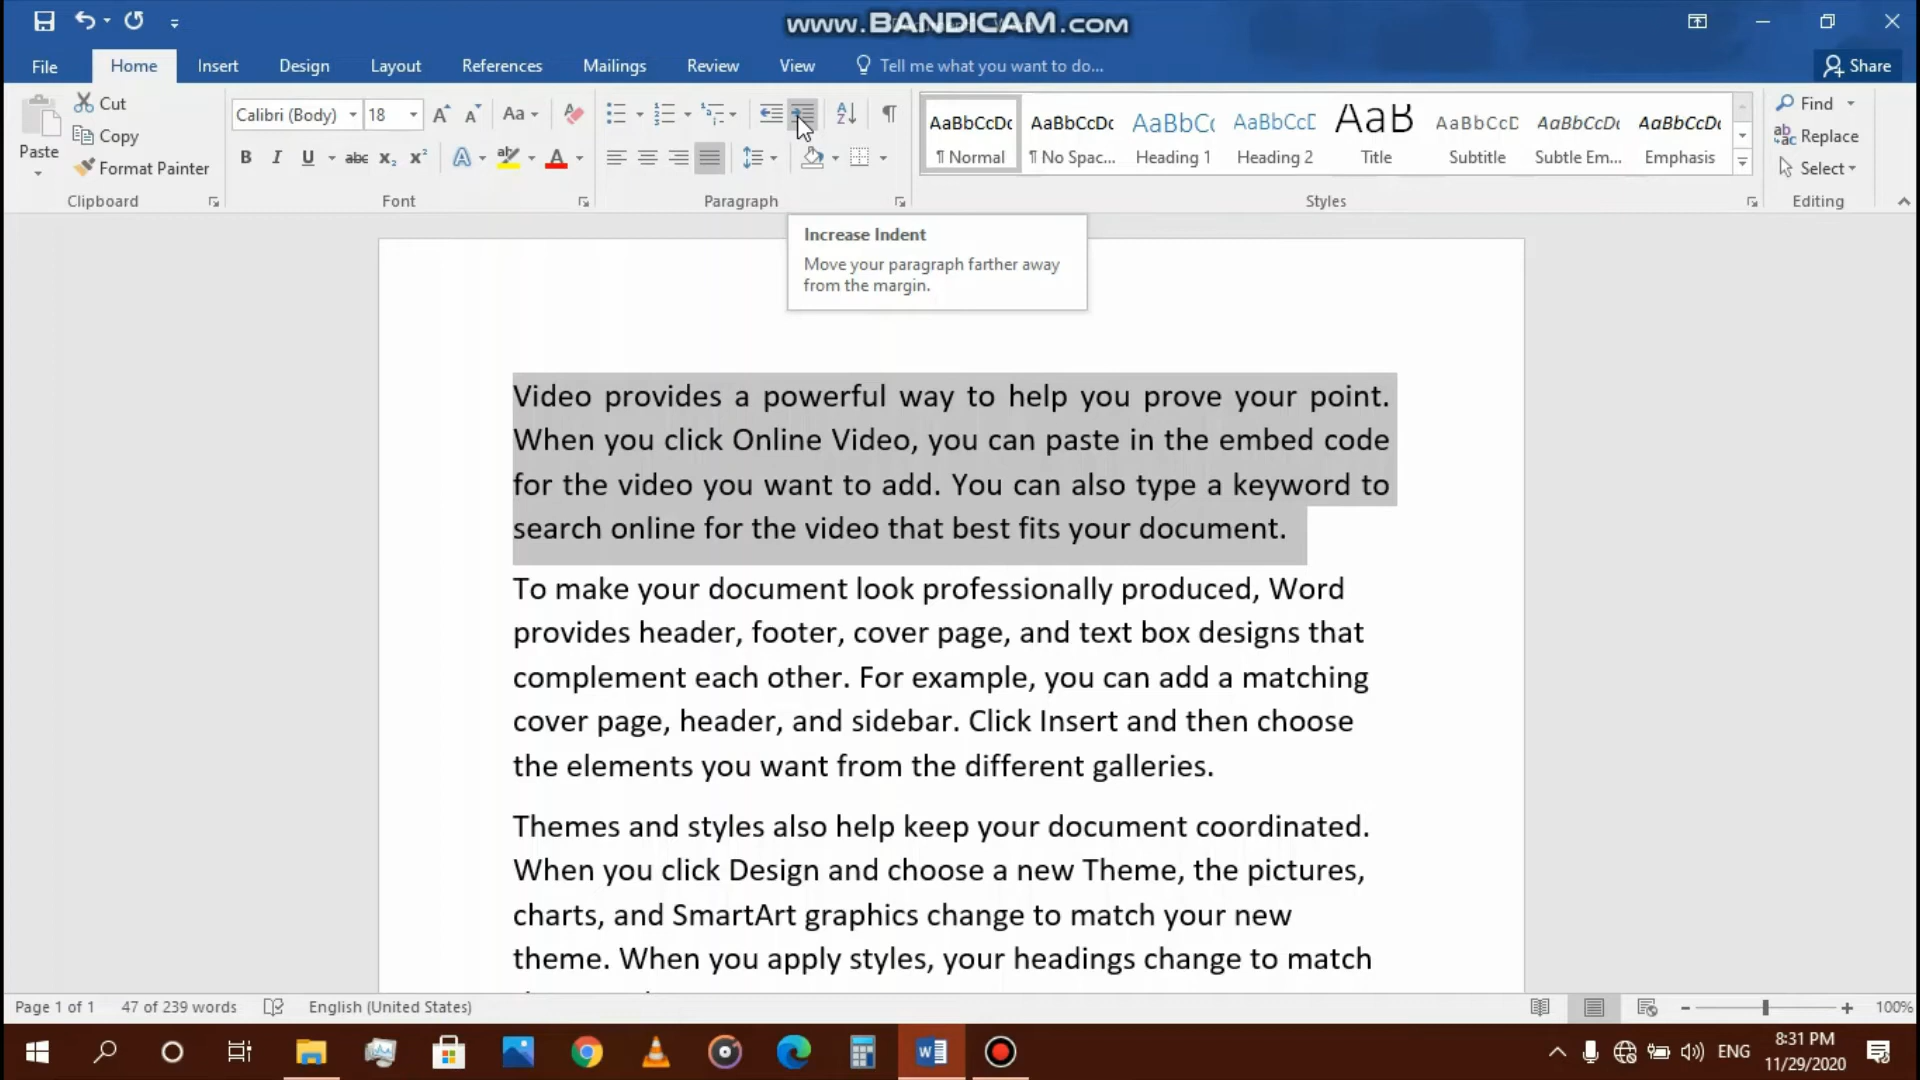 www.BANDICAM.com
File Home Insert Design Layout References Mailings Review View Tell me what you want to do... Share
Paste
Cut
Copy
Format Painter
Clipboard
Calibri (Body) 18
Font
Paragraph
AaBbCcDc AaBbCcDc AaBbC( AaBbCcE AaB AaBbCcD AaBbCcDc AaBbCcDc
¶ Normal ¶ No Spac... Heading 1 Heading 2 Title Subtitle Subtle Em... Emphasis
Styles
Find
Replace
Select
Editing
Increase Indent
Move your paragraph farther away
from the margin.
Video provides a powerful way to help you prove your point.
When you click Online Video, you can paste in the embed code
for the video you want to add. You can also type a keyword to
search online for the video that best fits your document.
To make your document look professionally produced, Word
provides header, footer, cover page, and text box designs that
complement each other. For example, you can add a matching
cover page, header, and sidebar. Click Insert and then choose
the elements you want from the different galleries.
Themes and styles also help keep your document coordinated.
When you click Design and choose a new Theme, the pictures,
charts, and SmartArt graphics change to match your new
theme. When you apply styles, your headings change to match
Page 1 of 1 47 of 239 words English (United States) 100%
ENG
8:31 PM
11/29/2020